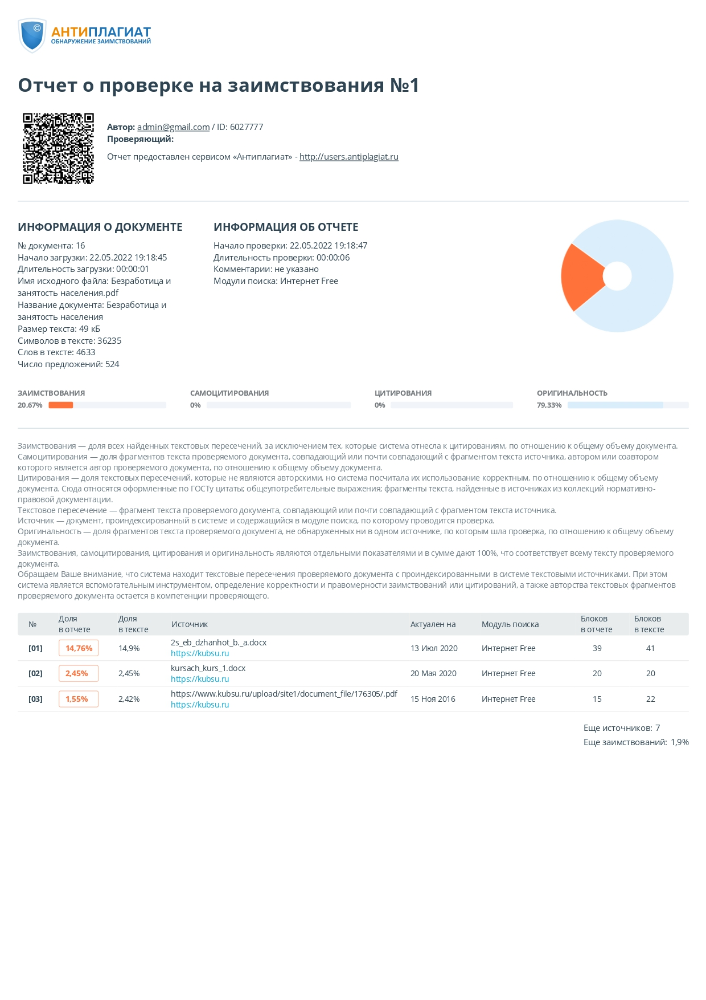 ©
АНТИПЛАГИАТ
ОБНАРУЖЕНИЕ ЗАИМСТВОВАНИЙ
Отчет о проверке на заимствования №1
Автор: admin@gmail.com / ID: 6027777
Проверяющий:
Отчет предоставлен сервисом «Антиплагиат» - http://users.antiplagiat.ru
ИНФОРМАЦИЯ О ДОКУМЕНТЕ
№ документа: 16
Начало загрузки: 22.05.2022 19:18:45
Длительность загрузки: 00:00:01
Имя исходного файла: Безработица и
занятость населения.pdf
Название документа: Безработица и
занятость населения
Размер текста: 49 кБ
Символов в тексте: 36235
Слов в тексте: 4633
Число предложений: 524
ИНФОРМАЦИЯ ОБ ОТЧЕТЕ
Начало проверки: 22.05.2022 19:18:47
Длительность проверки: 00:00:06
Комментарии: не указано
Модули поиска: Интернет Free
ЗАИМСТВОВАНИЯ
20,67%
САМОЦИТИРОВАНИЯ
0%
ЦИТИРОВАНИЯ
0%
ОРИГИНАЛЬНОСТЬ
79,33%
Заимствования — доля всех найденных текстовых пересечений, за исключением тех, которые система отнесла к цитированиям, по отношению к общему объему документа.
Самоцитирования — доля фрагментов текста проверяемого документа, совпадающий или почти совпадающий с фрагментом текста источника, автором или соавтором
которого является автор проверяемого документа, по отношению к общему объему документа.
Цитирования — доля текстовых пересечений, которые не являются авторскими, но система посчитала их использование корректным, по отношению к общему объему
документа. Сюда относятся оформленные по ГОСТу цитаты; общеупотребительные выражения; фрагменты текста, найденные в источниках из коллекций нормативно-
правовой документации.
Текстовое пересечение — фрагмент текста проверяемого документа, совпадающий или почти совпадающий с фрагментом текста источника.
Источник — документ, проиндексированный в системе и содержащийся в модуле поиска, по которому проводится проверка.
Оригинальность — доля фрагментов текста проверяемого документа, не обнаруженных ни в одном источнике, по которым шла проверка, по отношению к общему объему
документа.
Заимствования, самоцитирования, цитирования и оригинальность являются отдельными показателями и в сумме дают 100%, что соответствует всему тексту проверяемого
документа.
Обращаем Ваше внимание, что система находит текстовые пересечения проверяемого документа с проиндексированными в системе текстовыми источниками. При этом
система является вспомогательным инструментом, определение корректности и правомерности заимствований или цитирований, а также авторства текстовых фрагментов
проверяемого документа остается в компетенции проверяющего.
№ Доля в отчете Доля в тексте Источник Актуален на Модуль поиска Блоков в отчете Блоков в тексте
[01] 14,76% 14,9% 2s_eb_dzhanhot_b._a.docx 13 Июл 2020 Интернет Free 39 41
https://kubsu.ru
[02] 2,45% 2,45% kursach_kurs_1.docx 20 Мая 2020 Интернет Free 20 20
https://kubsu.ru
[03] 1,55% 2,42% https://www.kubsu.ru/upload/site1/document_file/176305/.pdf 15 Ноя 2016 Интернет Free 15 22
https://kubsu.ru
Еще источников: 7
Еще заимствований: 1,9%